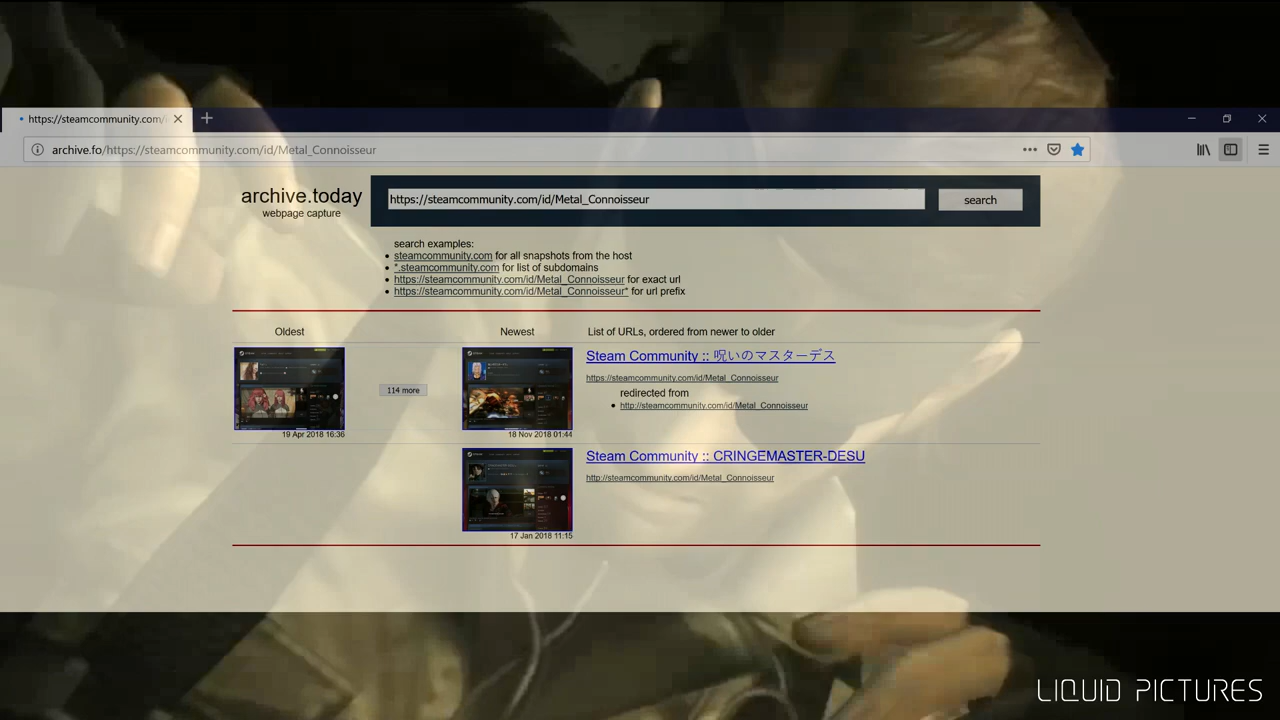 https://steamcommunity.com/i
archive.fo/https://steamcommunity.com/id/Metal_Connoisseur
archive.today
webpage capture
https://steamcommunity.com/id/Metal_Connoisseur
search
search examples:
steamcommunity.com for all snapshots from the host
*.steamcommunity.com for list of subdomains
https://steamcommunity.com/id/Metal_Connoisseur for exact url
https://steamcommunity.com/id/Metal_Connoisseur* for url prefix
Oldest
Newest
List of URLs, ordered from newer to older
114 more
19 Apr 2018 16:36
18 Nov 2018 01:44
Steam Community :: 呪いのマスターデス
https://steamcommunity.com/id/Metal_Connoisseur
redirected from
http://steamcommunity.com/id/Metal_Connoisseur
17 Jan 2018 11:15
Steam Community :: CRINGEMASTER-DESU
http://steamcommunity.com/id/Metal_Connoisseur
LIQUID PICTURES